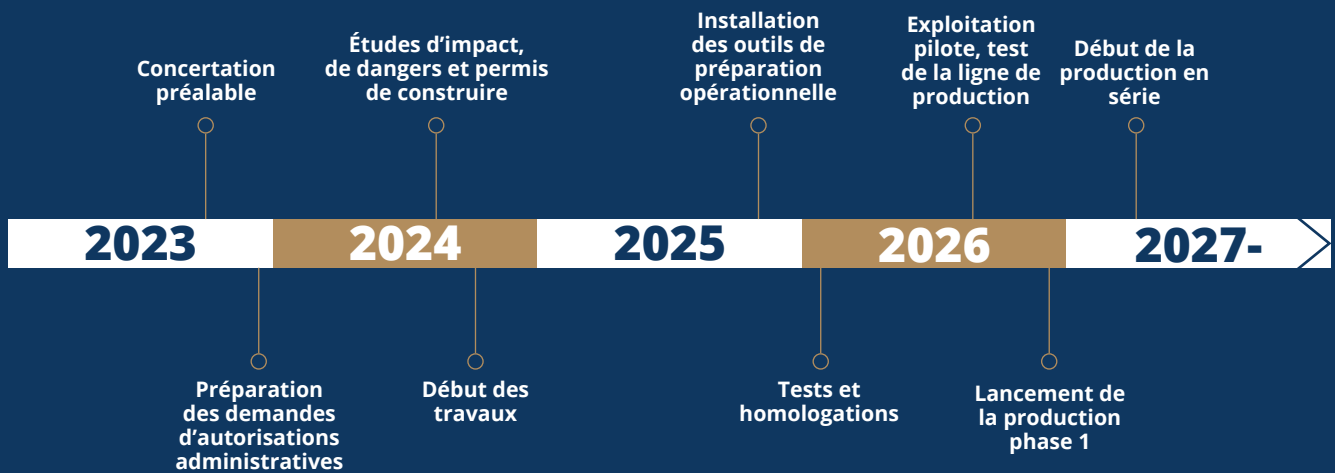 Concertation
préalable
Études d’impact,
de dangers et permis
de construire
Installation
des outils de
préparation
opérationnelle
Exploitation
pilote, test
de la ligne de
production
Début de la
production en
série
2023
2024
2025
2026
2027-
Préparation
des demandes
d’autorisations
administratives
Début des
travaux
Tests et
homologations
Lancement de
la production
phase 1